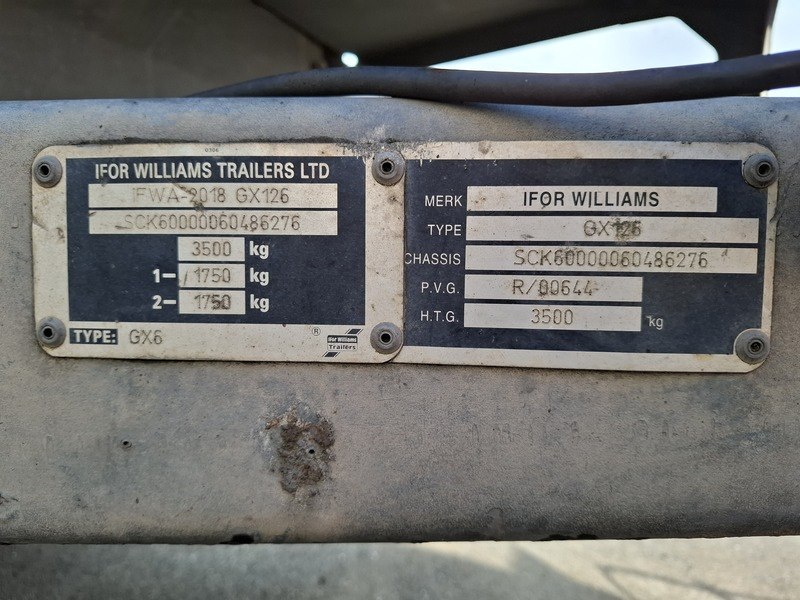 0306
IFOR WILLIAMS TRAILERS LTD
IFWA-2018 GX126
SCK60000060486276
3500 kg
1- 1750 kg
2- 1750 kg
TYPE: GX6
®
Ifor Williams
Trailers
MERK IFOR WILLIAMS
TYPE GX126
CHASSIS SCK60000060486276
P.V.G. R/00644
H.T.G. 3500 kg